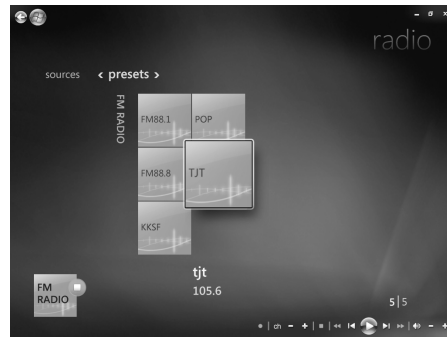 radio
sources < presets >
FM RADIO
FM88.1 POP
FM88.8 TJT
KKSF
tjt
105.6
FM
RADIO
5|5
ch - +